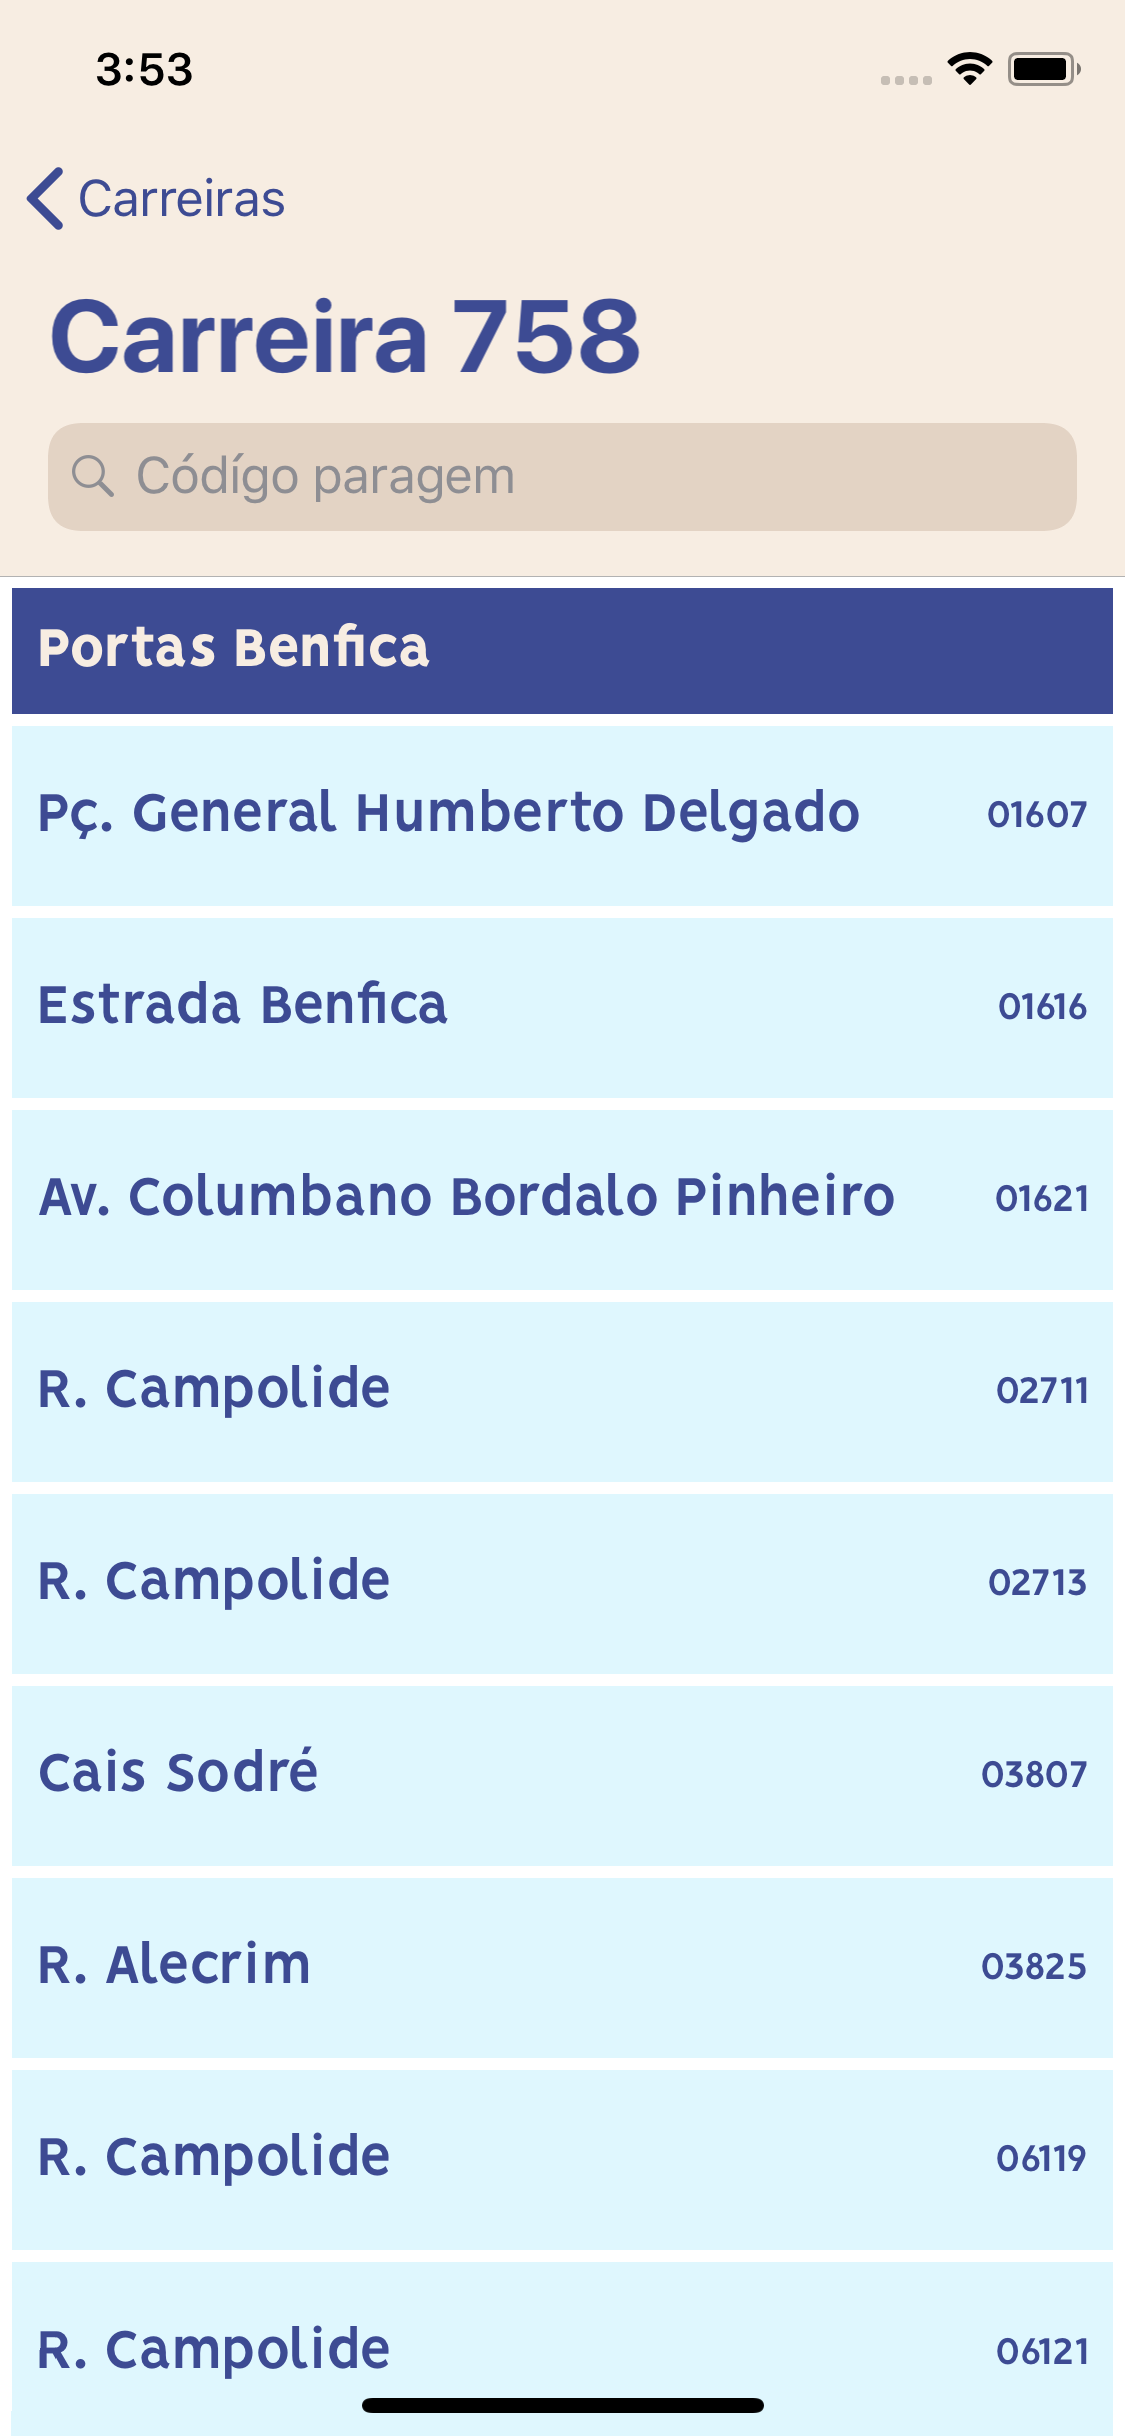 3:53
Carreiras
Carreira 758
Códígo paragem
Portas Benfica
Pç. General Humberto Delgado 01607
Estrada Benfica 01616
Av. Columbano Bordalo Pinheiro 01621
R. Campolide 02711
R. Campolide 02713
Cais Sodré 03807
R. Alecrim 03825
R. Campolide 06119
R. Campolide 06121